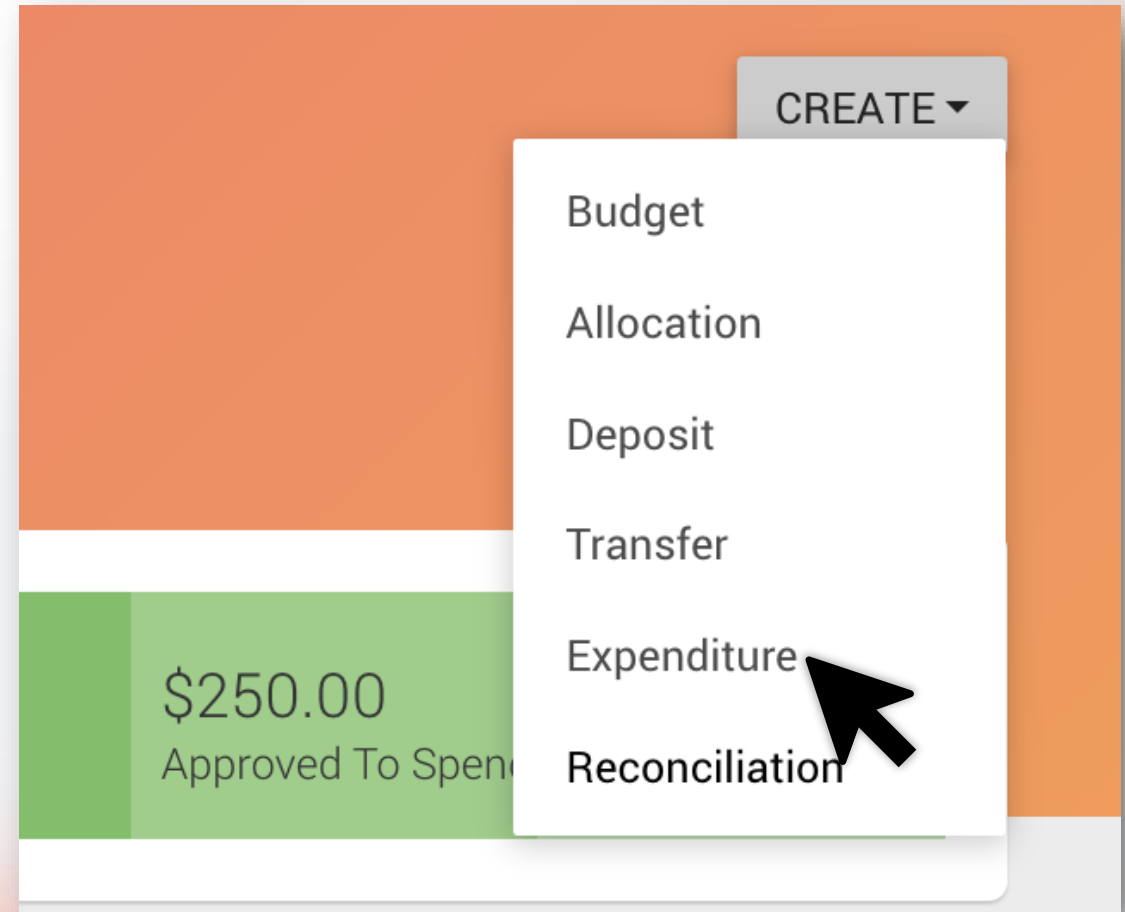 CREATE
Budget
Allocation
Deposit
Transfer
Expenditure
Reconciliation
$250.00
Approved To Spen